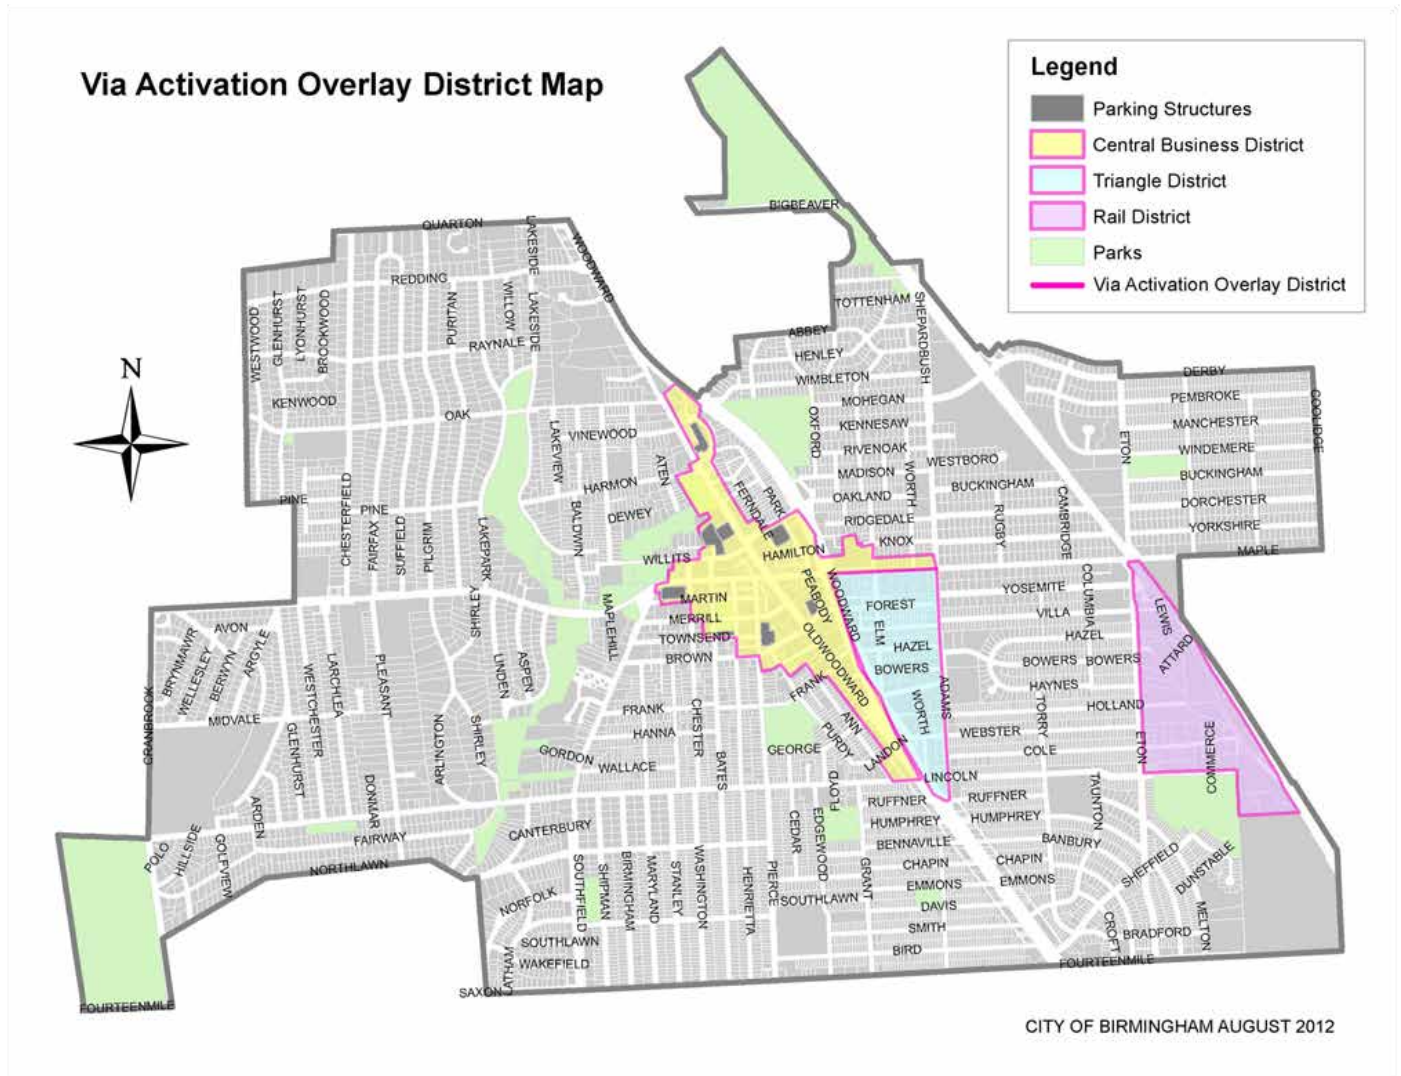 Via Activation Overlay District Map
Legend
Parking Structures
Central Business District
Triangle District
Rail District
Parks
Via Activation Overlay District
N
BIGBEAVER
QUARTON
LAKESIDE
WOODWARD
REDDING
WESTWOOD
GLENHURST
LYONHURST
BROOKWOOD
PURITAN
WILLOW
LAKESIDE
RAYNALE
KENWOOD
OAK
TOTTENHAM
SHEPARDBUSH
ABBEY
HENLEY
WIMBLETON
MOHEGAN
OXFORD
KENNESAW
RIVENOAK
MADISON
WORTH
OAKLAND
RIDGEDALE
KNOX
WESTBORO
BUCKINGHAM
RUGBY
CAMBRIDGE
DERBY
PEMBROKE
COOLIDGE
MANCHESTER
ETON
WINDEMERE
BUCKINGHAM
DORCHESTER
YORKSHIRE
MAPLE
LAKEVIEW
VINEWOOD
ATEN
HARMON
BALDWIN
DEWEY
FERNDALE
PARK
PINE
CHESTERFIELD
PINE
FAIRFAX
SUFFIELD
PILGRIM
LAKEPARK
WILLITS
HAMILTON
MARTIN
PEABODY
WOODWARD
MERRILL
TOWNSEND
BROWN
MAPLEHILL
SHIRLEY
OLDWOODWARD
FOREST
ELM
HAZEL
BOWERS
WORTH
ADAMS
YOSEMITE
COLUMBIA
VILLA
HAZEL
BOWERS
BOWERS
HAYNES
TORRY
HOLLAND
WEBSTER
COLE
LEWIS
ATTARD
COMMERCE
ETON
AVON
BRYNMAWR
WELLESLEY
BERWYN
ARGYLE
MIDVALE
CRANBROOK
WESTCHESTER
LARCHLEA
PLEASANT
LINDEN
ASPEN
GLENHURST
ARLINGTON
SHIRLEY
FRANK
HANNA
CHESTER
GORDON
WALLACE
BATES
FRANK
ANN
PURDY
GEORGE
LANDON
LINCOLN
FLOYD
ARDEN
DONMAR
FAIRWAY
CANTERBURY
NORTHLAWN
POLO
HILLSIDE
GOLFVIEW
RUFFNER
RUFFNER
HUMPHREY
HUMPHREY
BENNAVILLE
CEDAR
EDGEWOOD
TAUNTON
BANBURY
CHAPIN
CHAPIN
EMMONS
EMMONS
GRANT
SHEFFIELD
DUNSTABLE
NORFOLK
SOUTHFIELD
SHIPMAN
BIRMINGHAM
MARYLAND
STANLEY
WASHINGTON
HENRIETTA
PIERCE
SOUTHLAWN
DAVIS
SMITH
BIRD
CROFT
BRADFORD
MELTON
SOUTHLAWN
WAKEFIELD
LATHAM
SAXON
FOURTEENMILE
FOURTEENMILE
CITY OF BIRMINGHAM AUGUST 2012